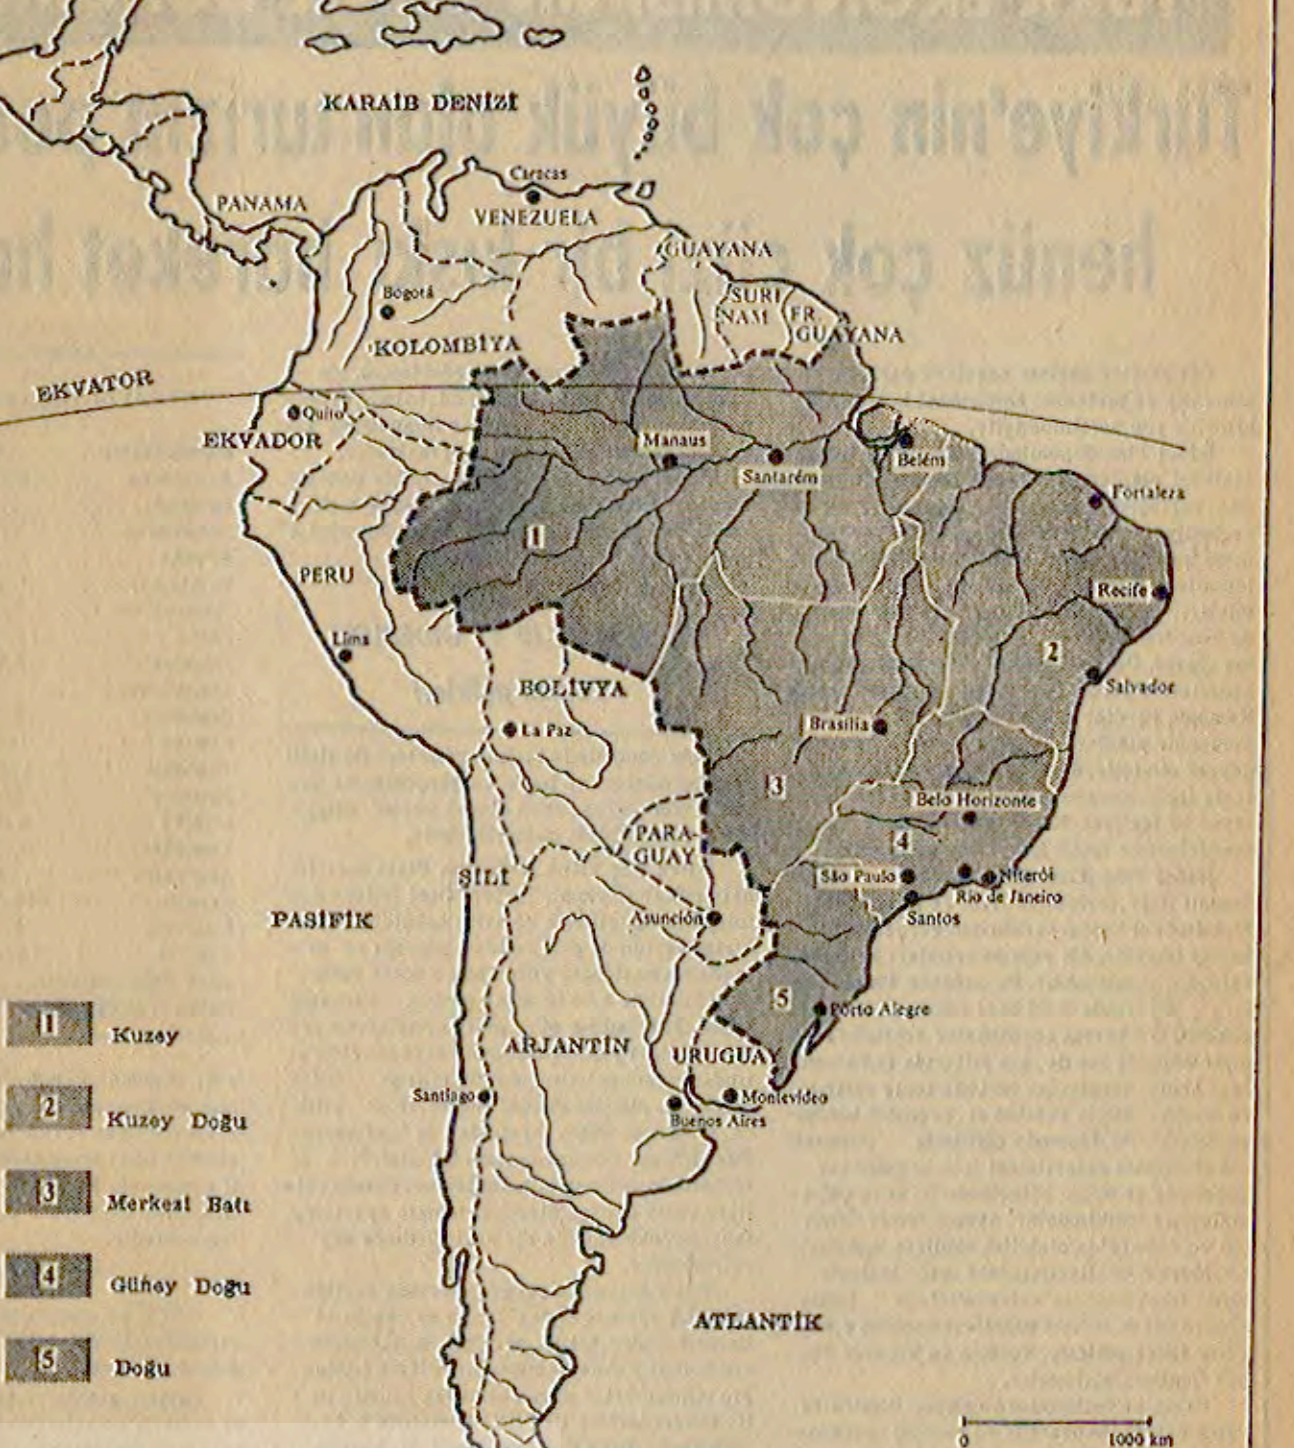 KARAİB DENİZİ
Caracas
PANAMA
VENEZUELA
GUAYANA
Bogotá
SURI
NAM
FR.
GUAYANA
KOLOMBİYA
EKVATOR
Quito
EKVADOR
Manaus
Santarém
Belém
Fortaleza
1
PERU
Recife
Lima
2
BOLİVYA
Salvador
La Paz
Brasília
3
Belo Horizonte
PARA-
GUAY
4
ŞİLİ
São Paulo
Niterói
Rio de Janeiro
PASİFİK
Asunción
Santos
5
Pôrto Alegre
ARJANTİN
URUGUAY
Santiago
Montevideo
Buenos Aires
1 Kuzey
2 Kuzey Doğu
3 Merkezi Batı
4 Güney Doğu
5 Doğu
ATLANTİK
0 1000 km